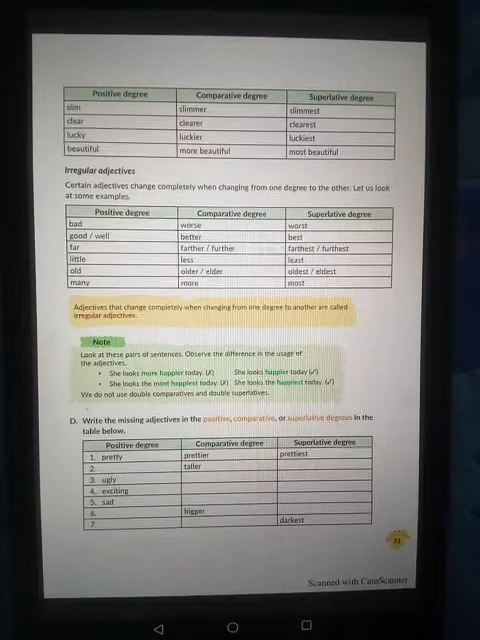 Positive degree Comparative degree Superlative degree
slim slimmer slimmest
clear clearer clearest
lucky luckier luckiest
beautiful more beautiful most beautiful
Irregular adjectives
Certain adjectives change completely when changing from one degree to the other. Let us look
at some examples.
Positive degree Comparative degree Superlative degree
bad worse worst
good / well better best
far farther / further farthest / furthest
little less least
old older / elder oldest / eldest
many more most
Adjectives that change completely when changing from one degree to another are called
irregular adjectives.
Note
Look at these pairs of sentences. Observe the difference in the usage of
the adjectives.
• She looks more happier today. (✗) She looks happier today (✓)
• She looks the most happiest today. (✗) She looks the happiest today. (✓)
We do not use double comparatives and double superlatives.
D. Write the missing adjectives in the positive, comparative, or superlative degrees in the
table below.
Positive degree Comparative degree Superlative degree
1. pretty prettier prettiest
2. taller
3. ugly
4. exciting
5. sad
6. bigger
7. darkest
21
Scanned with CamScanner